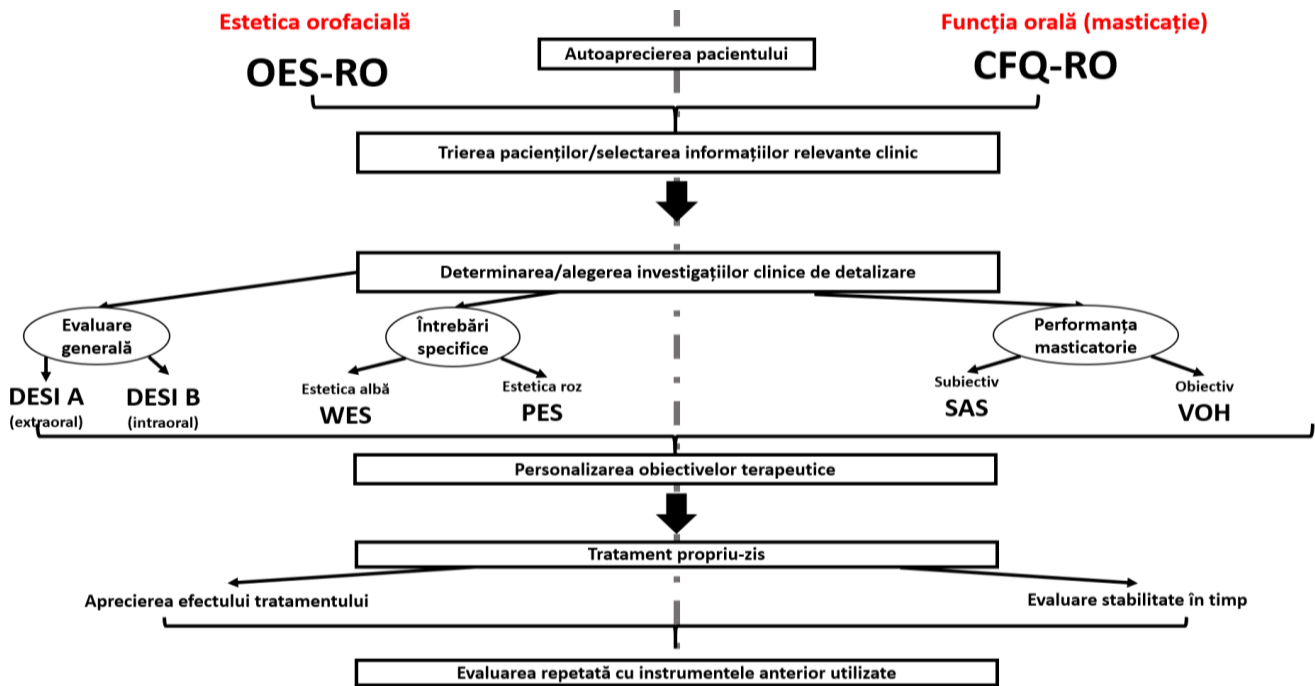 Estetica orofacială
Funcția orală (masticație)
Autoaprecierea pacientului
OES-RO
CFQ-RO
Trierea pacienților/selectarea informațiilor relevante clinic
Determinarea/alegerea investigațiilor clinice de detalizare
Evaluare
generală
Întrebări
specifice
Performanța
masticatorie
DESI A
(extraoral)
DESI B
(intraoral)
Estetica albă
WES
Estetica roz
PES
Subiectiv
SAS
Obiectiv
VOH
Personalizarea obiectivelor terapeutice
Tratament propriu-zis
Aprecierea efectului tratamentului
Evaluare stabilitate în timp
Evaluarea repetată cu instrumentele anterior utilizate